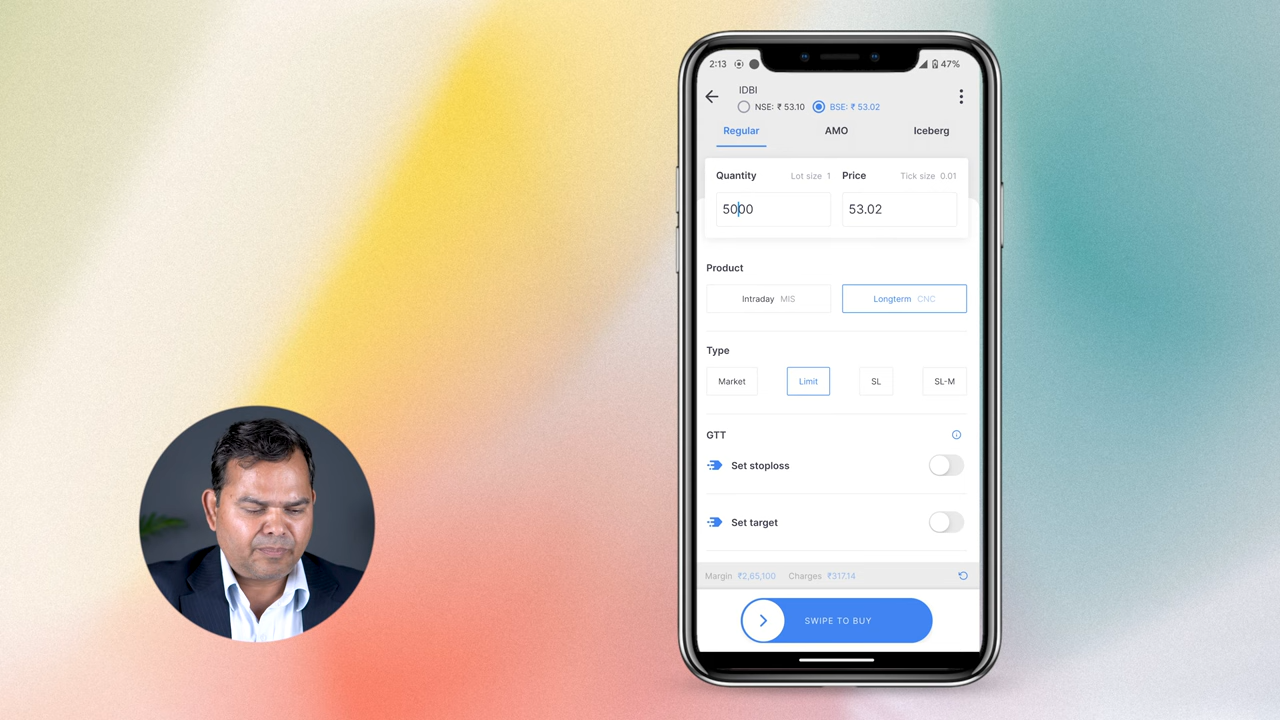 2:13 47%
IDBI
NSE: ₹ 53.10 BSE: ₹ 53.02
Regular AMO Iceberg
Quantity Lot size 1 Price Tick size 0.01
5000 53.02
Product
Intraday MIS Longterm CNC
Type
Market Limit SL SL-M
GTT
Set stoploss
Set target
Margin ₹2,65,100 Charges ₹317.14
SWIPE TO BUY